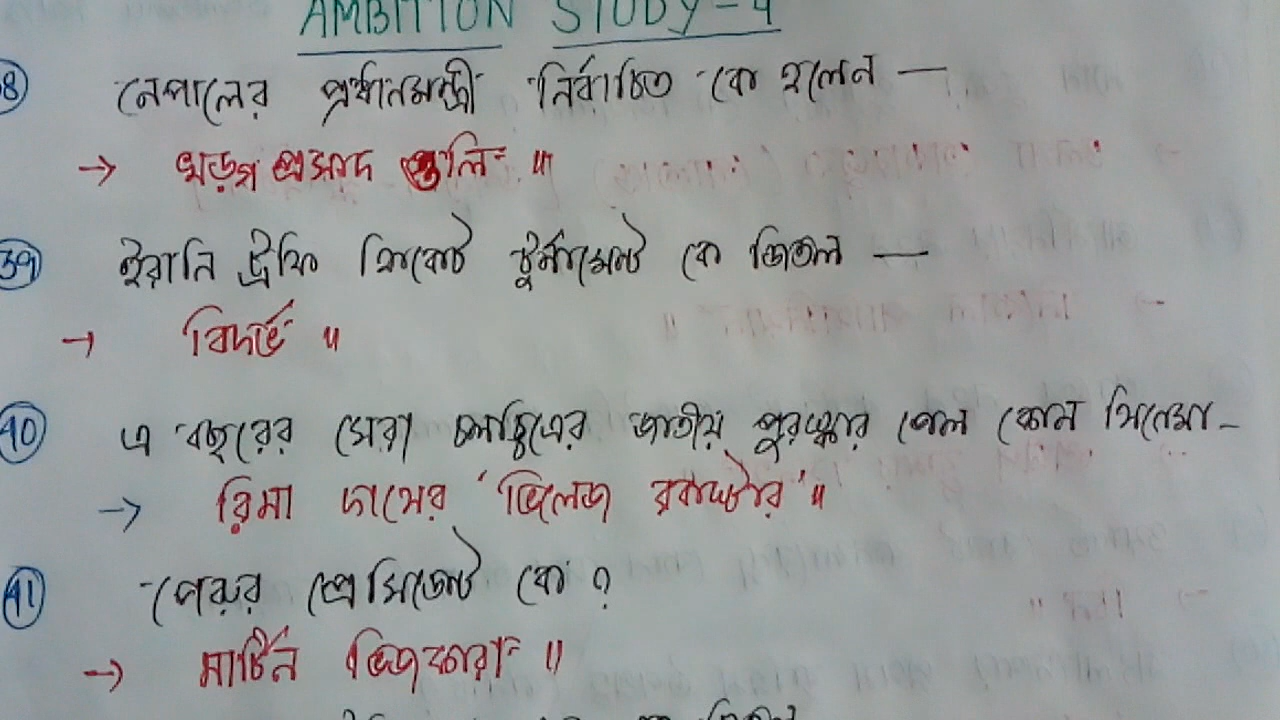 AMBITION STUDY-4
38) নেপালের প্রধানমন্ত্রী নির্বাচিত কে হলেন —
→ খড়গ প্রসাদ ওলি ॥
39) ইরানি ট্রফি ক্রিকেট টুর্নামেন্ট কে জিতল —
→ বিদর্ভ ॥
40) এ বছরের সেরা চলচ্চিত্রের জাতীয় পুরস্কার পেল কোন সিনেমা -
→ রিমা দাসের 'ভিলেজ রকস্টার' ॥
41) পেরুর প্রেসিডেন্ট কে ?
→ মার্টিন ভিজকারা ॥